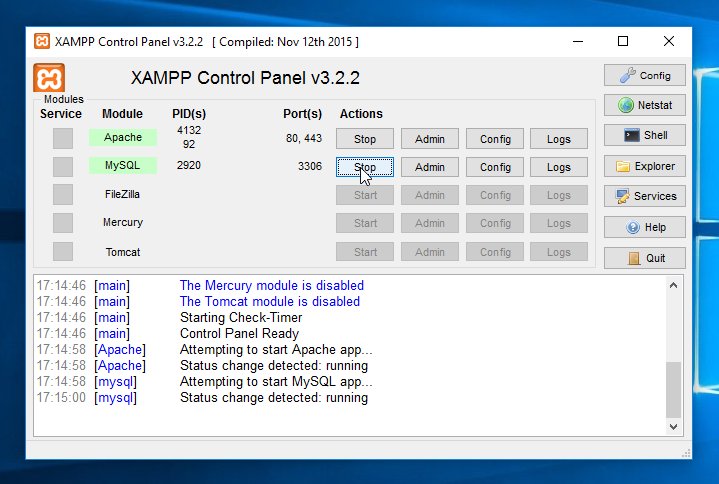 XAMPP Control Panel v3.2.2 [ Compiled: Nov 12th 2015 ]
XAMPP Control Panel v3.2.2
Config
Modules
Service Module PID(s) Port(s) Actions
Netstat
Apache 4132 92 80, 443 Stop Admin Config Logs
Shell
MySQL 2920 3306 Stop Admin Config Logs
Explorer
FileZilla Start Admin Config Logs
Services
Mercury Start Admin Config Logs
Help
Tomcat Start Admin Config Logs
Quit
17:14:46 [main] The Mercury module is disabled
17:14:46 [main] The Tomcat module is disabled
17:14:46 [main] Starting Check-Timer
17:14:46 [main] Control Panel Ready
17:14:58 [Apache] Attempting to start Apache app...
17:14:58 [Apache] Status change detected: running
17:14:58 [mysql] Attempting to start MySQL app...
17:15:00 [mysql] Status change detected: running